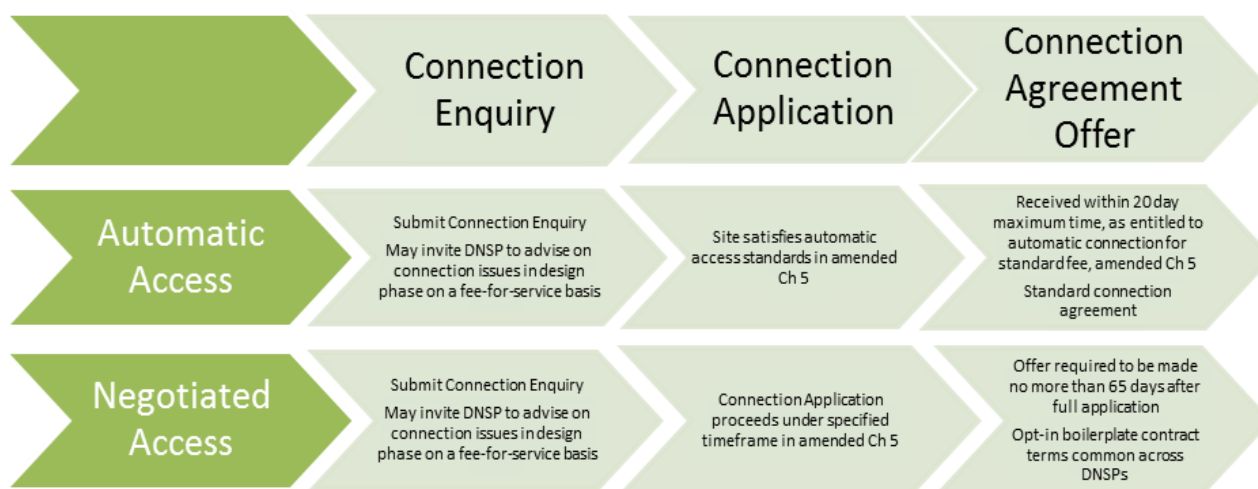 Connection
Enquiry
Connection
Application
Connection
Agreement
Offer
Automatic
Access
Submit Connection Enquiry
May invite DNSP to advise on
connection issues in design
phase on a fee-for-service basis
Site satisfies automatic
access standards in amended
Ch 5
Received within 20 day
maximum time, as entitled to
automatic connection for
standard fee, amended Ch 5
Standard connection
agreement
Negotiated
Access
Submit Connection Enquiry
May invite DNSP to advise on
connection issues in design
phase on a fee-for-service basis
Connection Application
proceeds under specified
timeframe in amended Ch 5
Offer required to be made
no more than 65 days after
full application
Opt-in boilerplate contract
terms common across
DNSPs